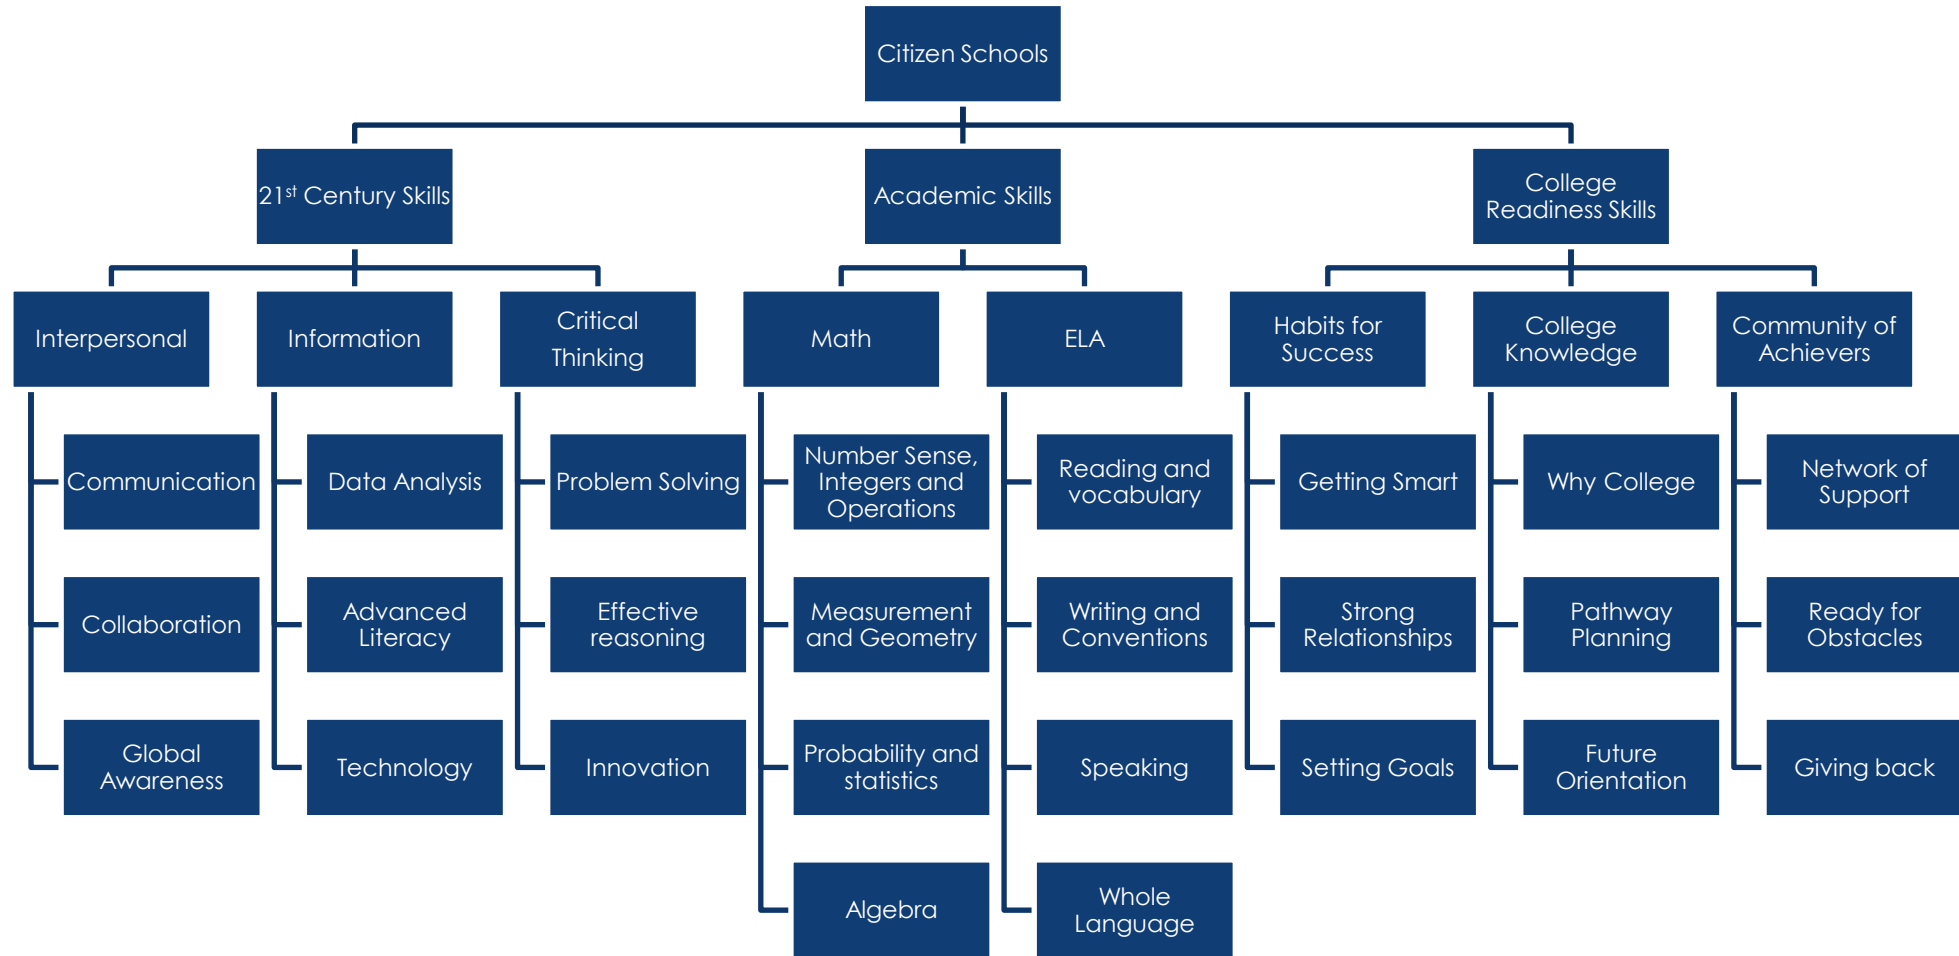 Citizen Schools
21st Century Skills
Academic Skills
College
Readiness Skills
Interpersonal
Information
Critical
Thinking
Math
ELA
Habits for
Success
College
Knowledge
Community of
Achievers
Communication
Data Analysis
Problem Solving
Number Sense,
Integers and
Operations
Reading and
vocabulary
Getting Smart
Why College
Network of
Support
Collaboration
Advanced
Literacy
Effective
reasoning
Measurement
and Geometry
Writing and
Conventions
Strong
Relationships
Pathway
Planning
Ready for
Obstacles
Global
Awareness
Technology
Innovation
Probability and
statistics
Speaking
Setting Goals
Future
Orientation
Giving back
Algebra
Whole
Language